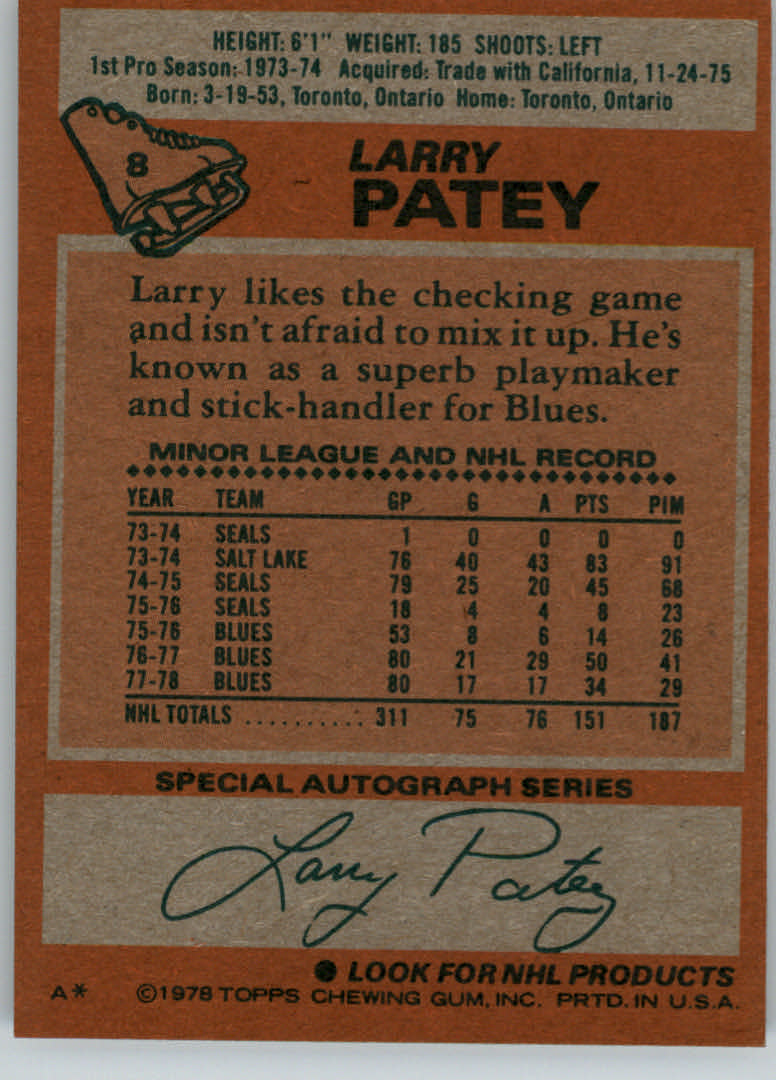 HEIGHT: 6'1" WEIGHT: 185 SHOOTS: LEFT
1st Pro Season: 1973-74 Acquired: Trade with California, 11-24-75
Born: 3-19-53, Toronto, Ontario Home: Toronto, Ontario
8
LARRY
PATEY
Larry likes the checking game
and isn't afraid to mix it up. He's
known as a superb playmaker
and stick-handler for Blues.
MINOR LEAGUE AND NHL RECORD
YEAR TEAM GP G A PTS PIM
73-74 SEALS 1 0 0 0 0
73-74 SALT LAKE 76 40 43 83 91
74-75 SEALS 79 25 20 45 68
75-76 SEALS 18 4 4 8 23
75-76 BLUES 53 8 6 14 26
76-77 BLUES 80 21 29 50 41
77-78 BLUES 80 17 17 34 29
NHL TOTALS .......... 311 75 76 151 187
SPECIAL AUTOGRAPH SERIES
Larry Patey
● LOOK FOR NHL PRODUCTS
A* ©1978 TOPPS CHEWING GUM, INC. PRTD. IN U.S.A.